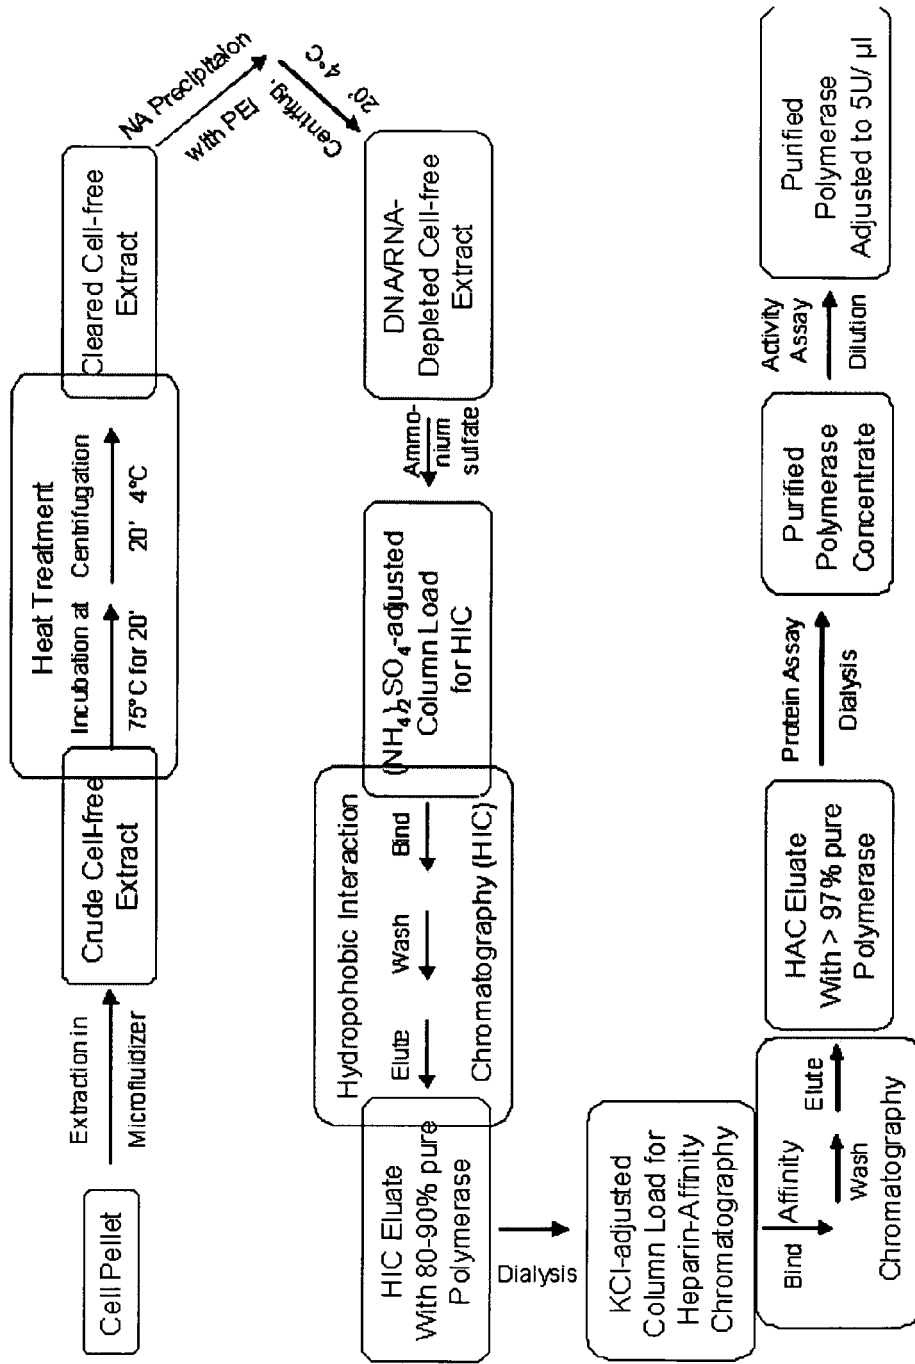 Cell Pellet
Extraction in
Microfluidizer
Crude Cell-free
Extract
Heat Treatment
Incubation at
75°C for 20'
Centrifugation
20' 4°C
Cleared Cell-free
Extract
NA Precipitaion
with PEI
Centrifug.
20' 4°C
DNA/RNA-
Depleted Cell-free
Extract
Ammo-
nium
sulfate
(NH4)2SO4-adjusted
Column Load
for HIC
Hydropohobic Interaction
Bind
Wash
Elute
Chromatography (HIC)
HIC Eluate
With 80-90% pure
Polymerase
Dialysis
KCl-adjusted
Column Load for
Heparin-Affinity
Chromatography
Bind
Affinity
Wash
Elute
Chromatography
HAC Eluate
With > 97% pure
Polymerase
Protein Assay
Dialysis
Purified
Polymerase
Concentrate
Activity
Assay
Dilution
Purified
Polymerase
Adjusted to 5U/ µl